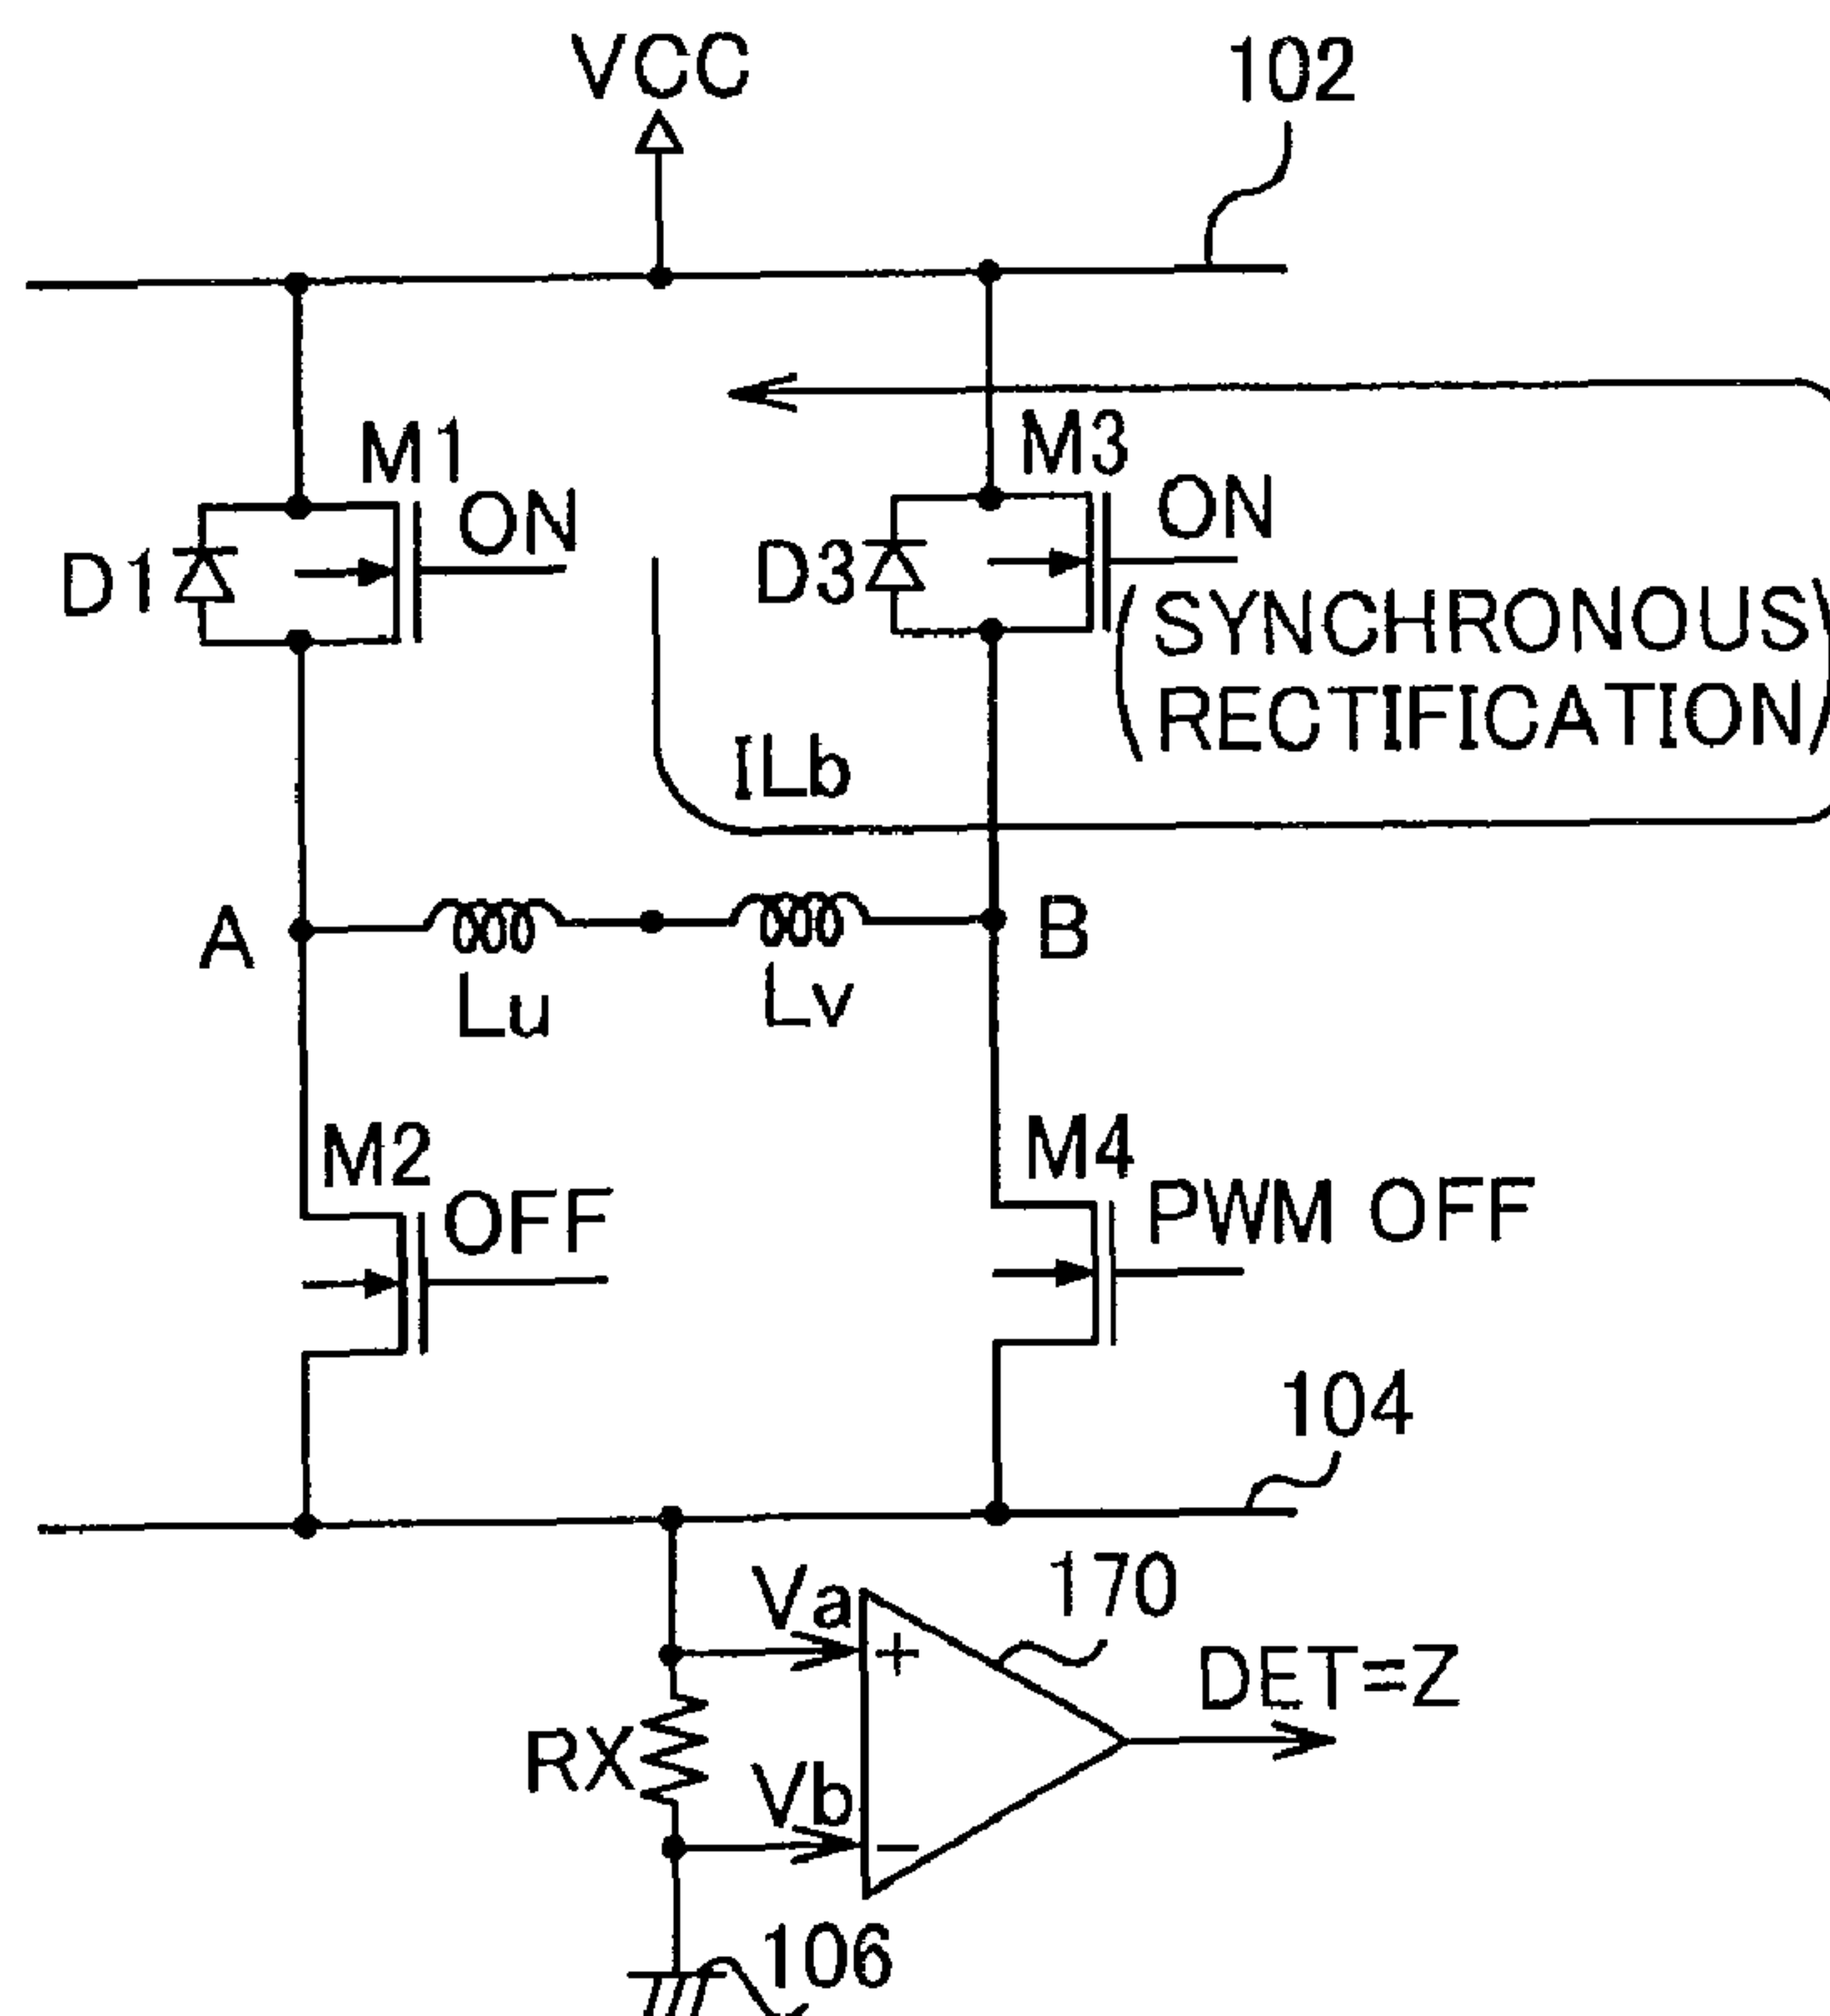 VCC
102
M1
ON
D1
M3
ON
D3
(SYNCHRONOUS
RECTIFICATION)
ILb
A
B
Lu
Lv
M2
OFF
M4
PWM OFF
104
Va
170
+
DET=Z
RX
Vb
−
106